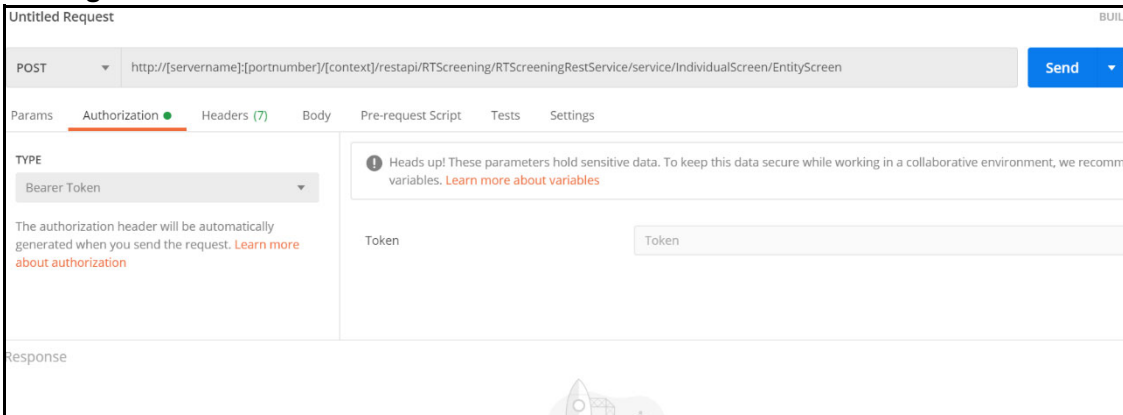 Untitled Request
BUIL
POST
http://[servername]:[portnumber]/[context]/restapi/RTScreening/RTScreeningRestService/service/IndividualScreen/EntityScreen
Send
Params Authorization Headers (7) Body Pre-request Script Tests Settings
TYPE
Bearer Token
The authorization header will be automatically
generated when you send the request. Learn more
about authorization
Heads up! These parameters hold sensitive data. To keep this data secure while working in a collaborative environment, we recomm
variables. Learn more about variables
Token
Token
Response